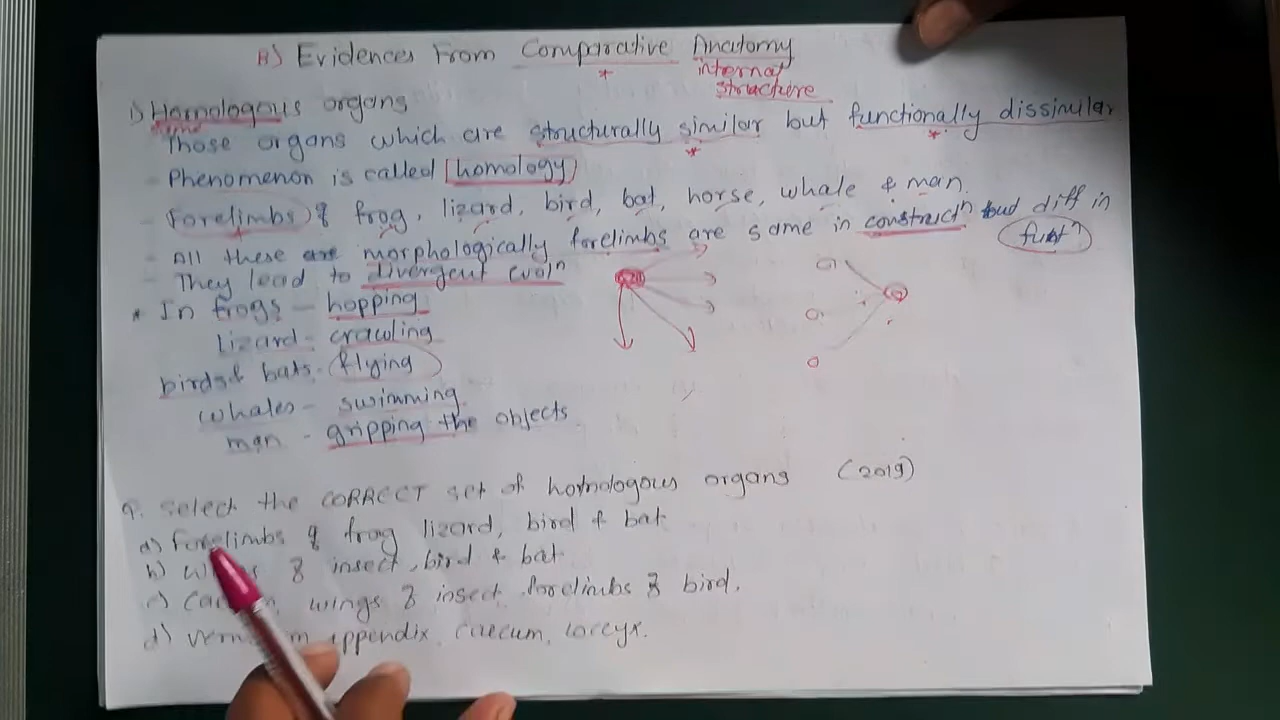 B) Evidences From Comparative Anatomy
internal
structure
1) Homologous organs
Those organs which are structurally similar but functionally dissimilar
- Phenomenon is called [homology]
- Forelimbs of frog, lizard, bird, bat, horse, whale & man.
- All these are morphologically forelimbs are same in constructn but diff in functn
- They lead to divergent evoln
* In frogs - hopping
lizard - crawling
birds & bats - flying
whales - swimming
man - gripping the objects
Q. Select the CORRECT set of homologous organs (2019)
a) Forelimbs of frog lizard, bird & bat
b) of insect, bird & bat
c) wings of insect, forelimbs of bird.
d) appendix, caecum, coccyx.